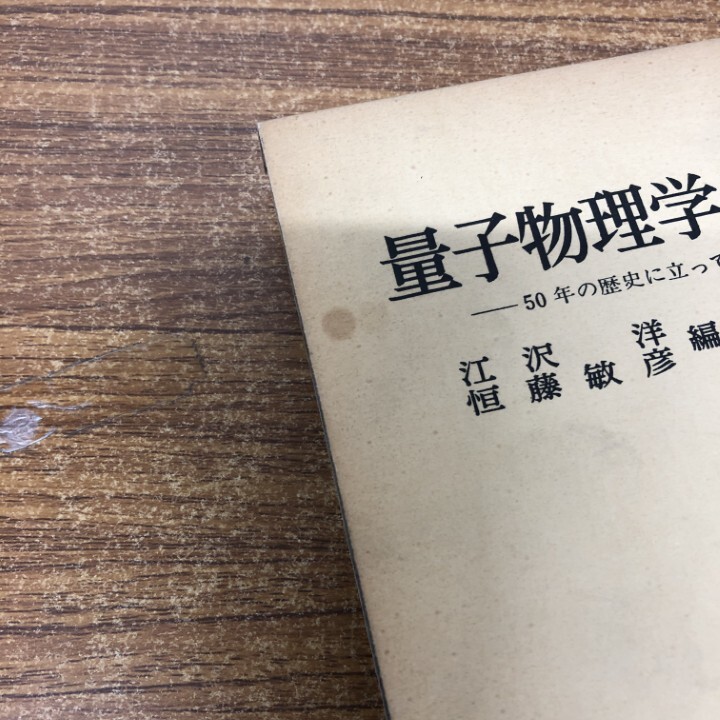 量子物理学
——50年の歴史に立って
江沢 洋 編
恒藤敏彦